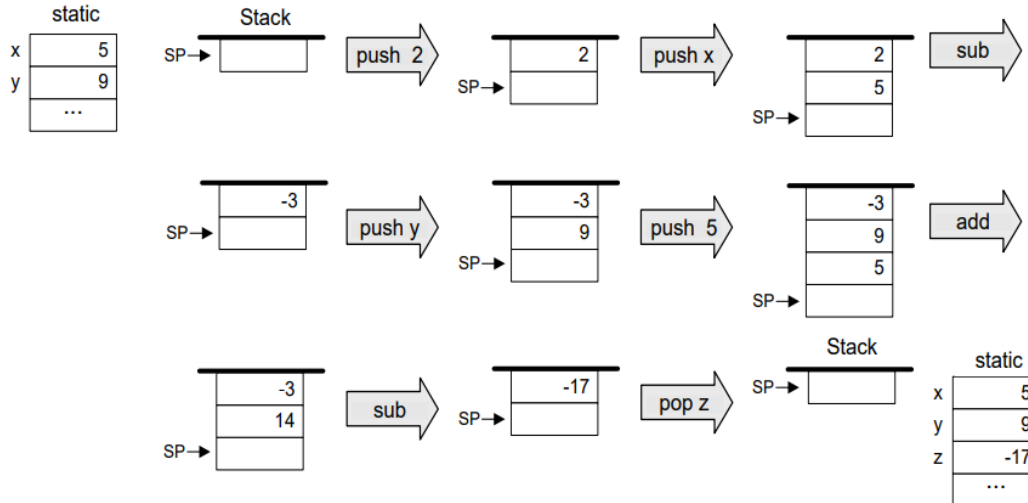 static Stack
x 5 SP push 2 2 push x 2 sub
y 9 SP 5
... SP
-3 push y -3 push 5 -3 add
SP 9 9
SP 5
SP
Stack
-3 sub -17 pop z SP static
14 SP x 5
SP y 9
z -17
...